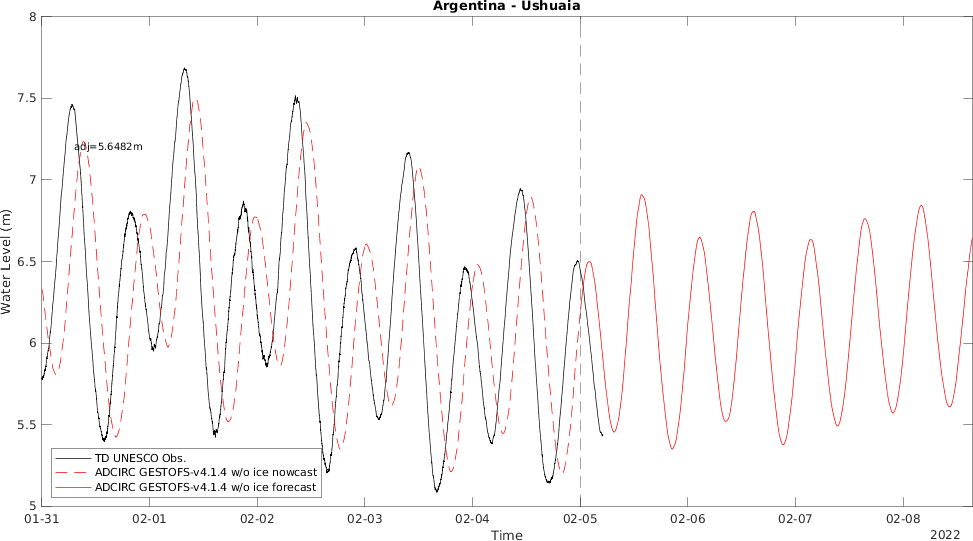 Argentina - Ushuaia
8
7.5
7
6.5
6
5.5
5
Water Level (m)
adj=5.6482m
TD UNESCO Obs.
ADCIRC GESTOFS-v4.1.4 w/o ice nowcast
ADCIRC GESTOFS-v4.1.4 w/o ice forecast
01-31 02-01 02-02 02-03 02-04 02-05 02-06 02-07 02-08
Time
2022